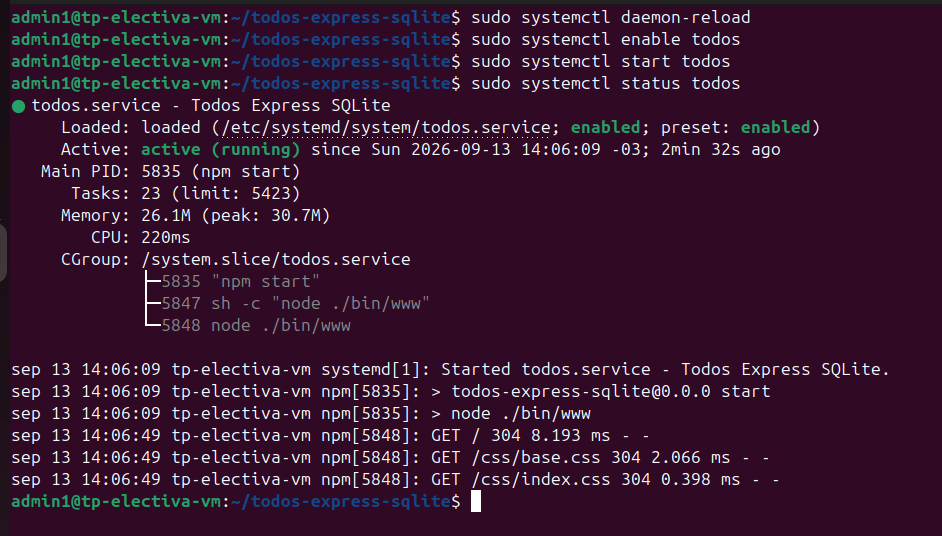 admin1@tp-electiva-vm:~/todos-express-sqlite$ sudo systemctl daemon-reload
admin1@tp-electiva-vm:~/todos-express-sqlite$ sudo systemctl enable todos
admin1@tp-electiva-vm:~/todos-express-sqlite$ sudo systemctl start todos
admin1@tp-electiva-vm:~/todos-express-sqlite$ sudo systemctl status todos
● todos.service - Todos Express SQLite
     Loaded: loaded (/etc/systemd/system/todos.service; enabled; preset: enabled)
     Active: active (running) since Sun 2026-09-13 14:06:09 -03; 2min 32s ago
   Main PID: 5835 (npm start)
      Tasks: 23 (limit: 5423)
     Memory: 26.1M (peak: 30.7M)
        CPU: 220ms
     CGroup: /system.slice/todos.service
             ├─5835 "npm start"
             ├─5847 sh -c "node ./bin/www"
             └─5848 node ./bin/www
sep 13 14:06:09 tp-electiva-vm systemd[1]: Started todos.service - Todos Express SQLite.
sep 13 14:06:09 tp-electiva-vm npm[5835]: > todos-express-sqlite@0.0.0 start
sep 13 14:06:09 tp-electiva-vm npm[5835]: > node ./bin/www
sep 13 14:06:49 tp-electiva-vm npm[5848]: GET / 304 8.193 ms - -
sep 13 14:06:49 tp-electiva-vm npm[5848]: GET /css/base.css 304 2.066 ms - -
sep 13 14:06:49 tp-electiva-vm npm[5848]: GET /css/index.css 304 0.398 ms - -
admin1@tp-electiva-vm:~/todos-express-sqlite$